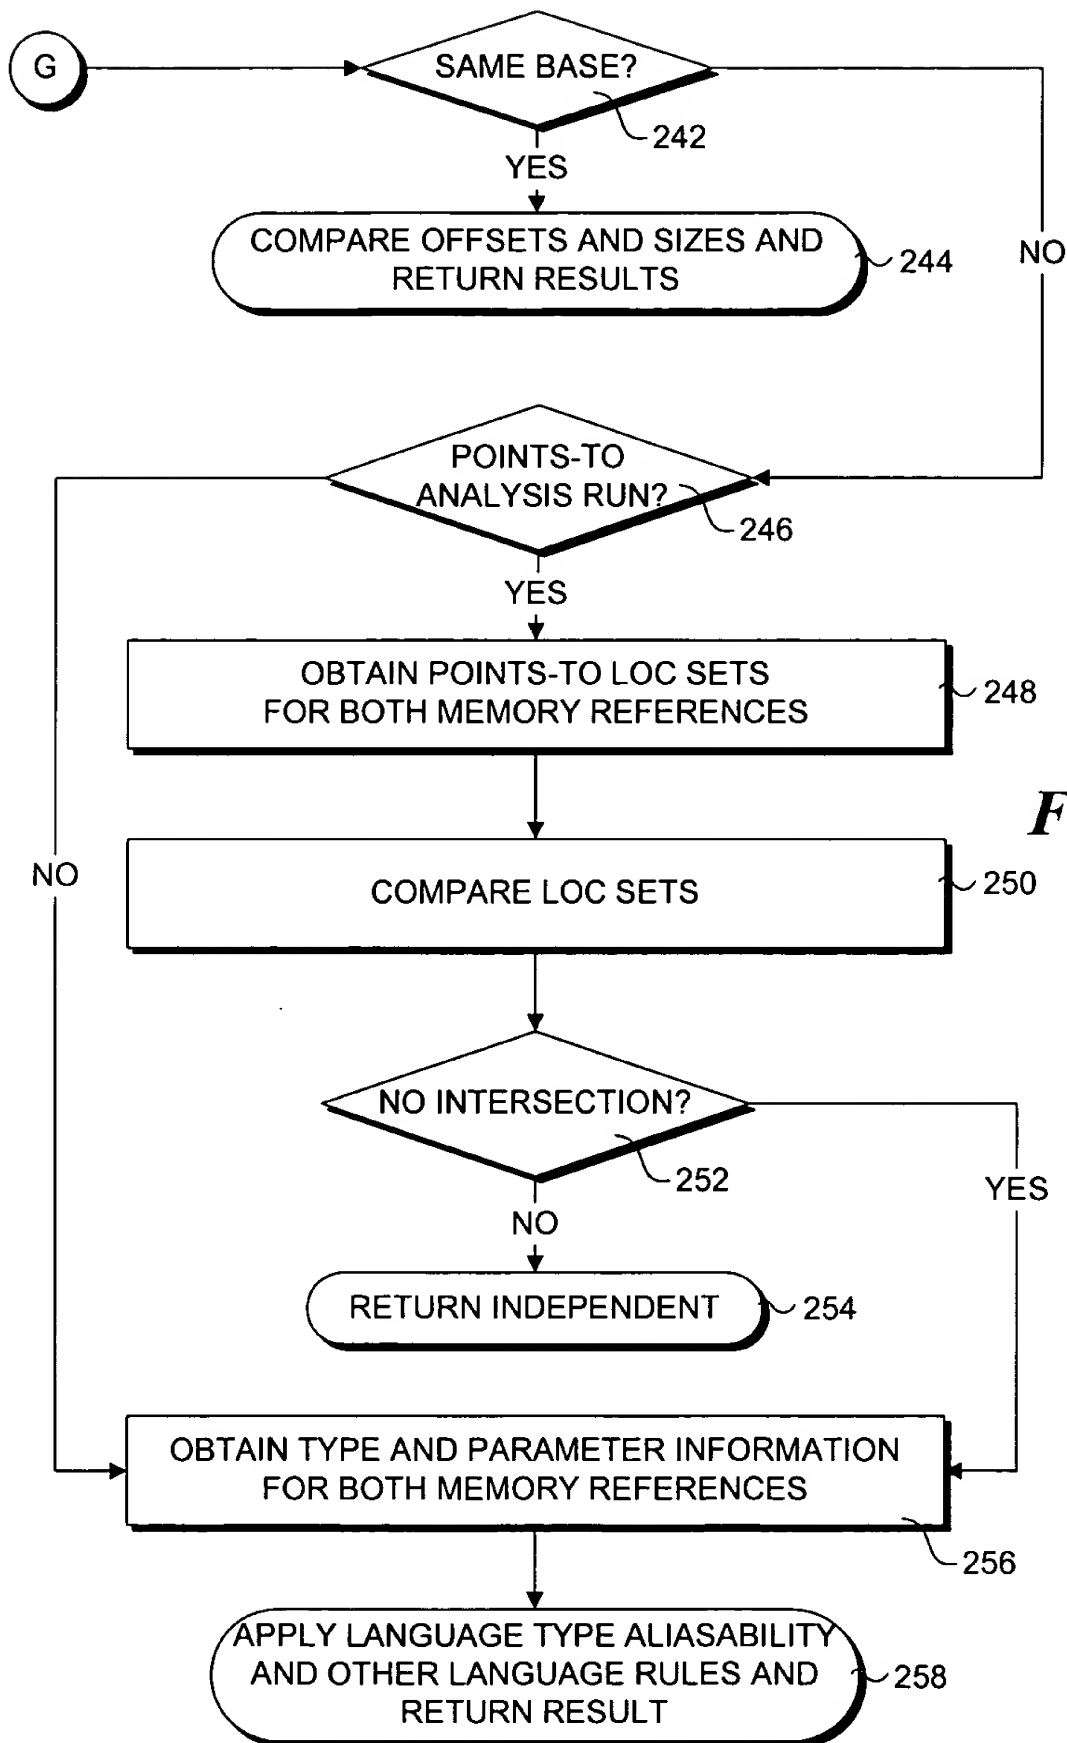 G
SAME BASE?
242
YES
COMPARE OFFSETS AND SIZES AND
RETURN RESULTS
244
NO
POINTS-TO
ANALYSIS RUN?
246
YES
OBTAIN POINTS-TO LOC SETS
FOR BOTH MEMORY REFERENCES
248
F
NO
COMPARE LOC SETS
250
NO INTERSECTION?
252
YES
NO
RETURN INDEPENDENT
254
OBTAIN TYPE AND PARAMETER INFORMATION
FOR BOTH MEMORY REFERENCES
256
APPLY LANGUAGE TYPE ALIASABILITY
AND OTHER LANGUAGE RULES AND
RETURN RESULT
258